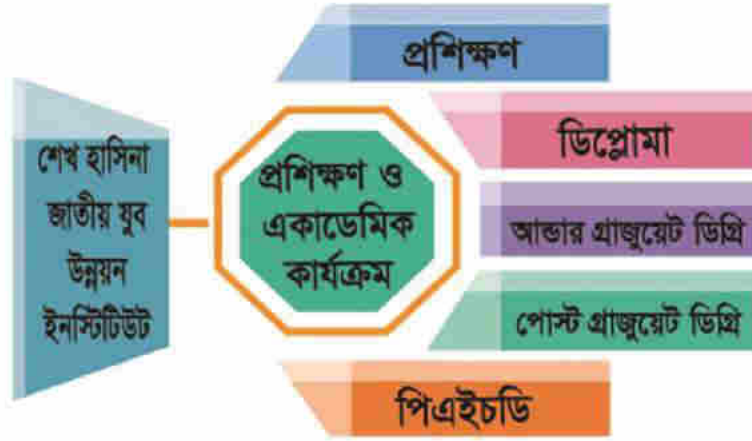 শেখ হাসিনা
জাতীয় যুব
উন্নয়ন
ইনস্টিটিউট
প্রশিক্ষণ ও
একাডেমিক
কার্যক্রম
প্রশিক্ষণ
ডিপ্লোমা
আন্ডার গ্রাজুয়েট ডিগ্রি
পোস্ট গ্রাজুয়েট ডিগ্রি
পিএইচডি